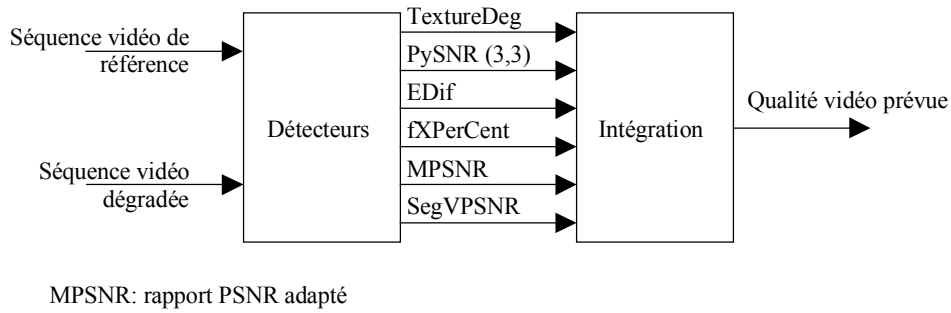 TextureDeg
Séquence vidéo de
référence
PySNR (3,3)
EDif
Détecteurs
fXPerCent
Intégration
Qualité vidéo prévue
Séquence vidéo
dégradée
MPSNR
SegVPSNR
MPSNR: rapport PSNR adapté